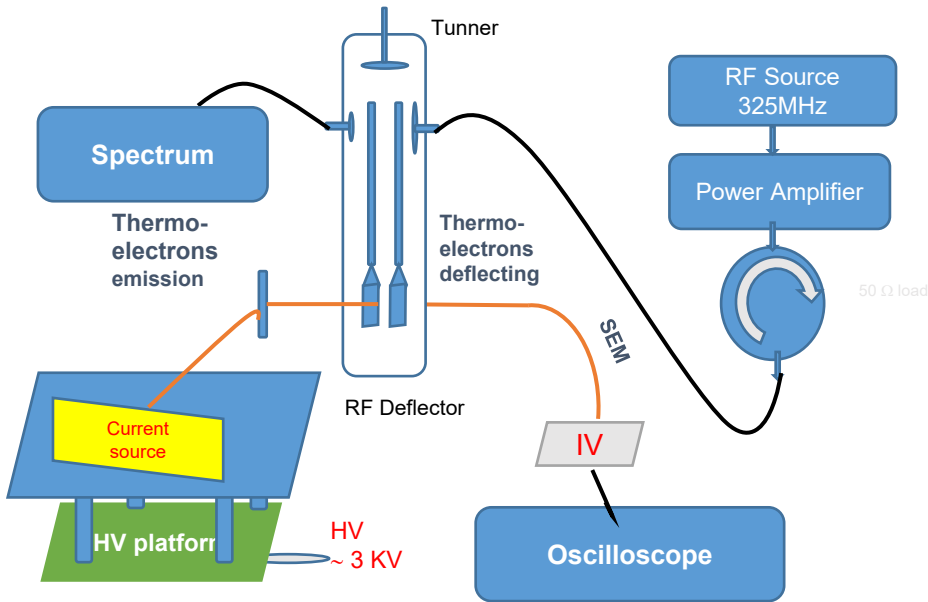 Tunner
RF Source
325MHz
Spectrum
Power Amplifier
Thermo-
electrons
emission
Thermo-
electrons
deflecting
50 Ω load
SEM
RF Deflector
Current
source
IV
HV platform
HV
~ 3 KV
Oscilloscope